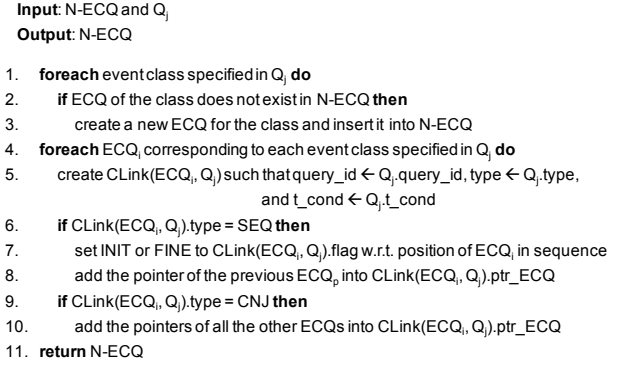 Input: N-ECQ and Qj
Output: N-ECQ
1. foreach event class specified in Qj do
2. if ECQ of the class does not exist in N-ECQ then
3. create a new ECQ for the class and insert it into N-ECQ
4. foreach ECQi corresponding to each event class specified in Qj do
5. create CLink(ECQi, Qj) such that query_id ← Qj.query_id, type ← Qj.type,
and t_cond ← Qj.t_cond
6. if CLink(ECQi, Qj).type = SEQ then
7. set INIT or FINE to CLink(ECQi, Qj).flag w.r.t. position of ECQi in sequence
8. add the pointer of the previous ECQp into CLink(ECQi, Qj).ptr_ECQ
9. if CLink(ECQi, Qj).type = CNJ then
10. add the pointers of all the other ECQs into CLink(ECQi, Qj).ptr_ECQ
11. return N-ECQ